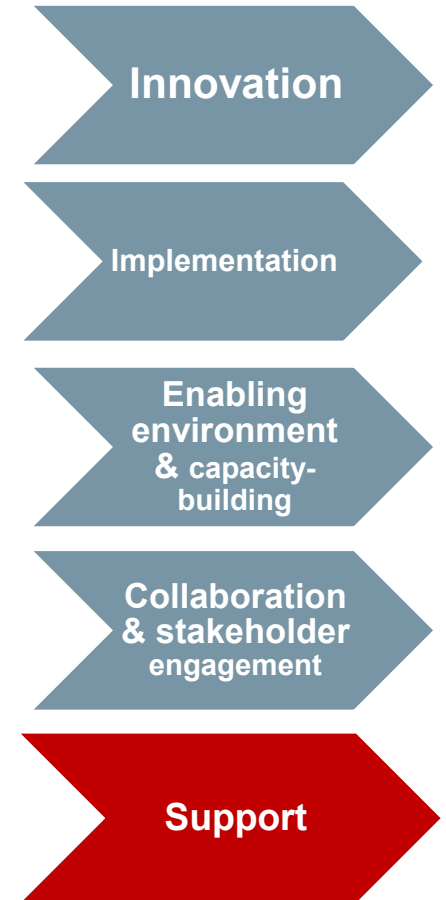 Innovation
Implementation
Enabling
environment
& capacity-
building
Collaboration
& stakeholder
engagement
Support